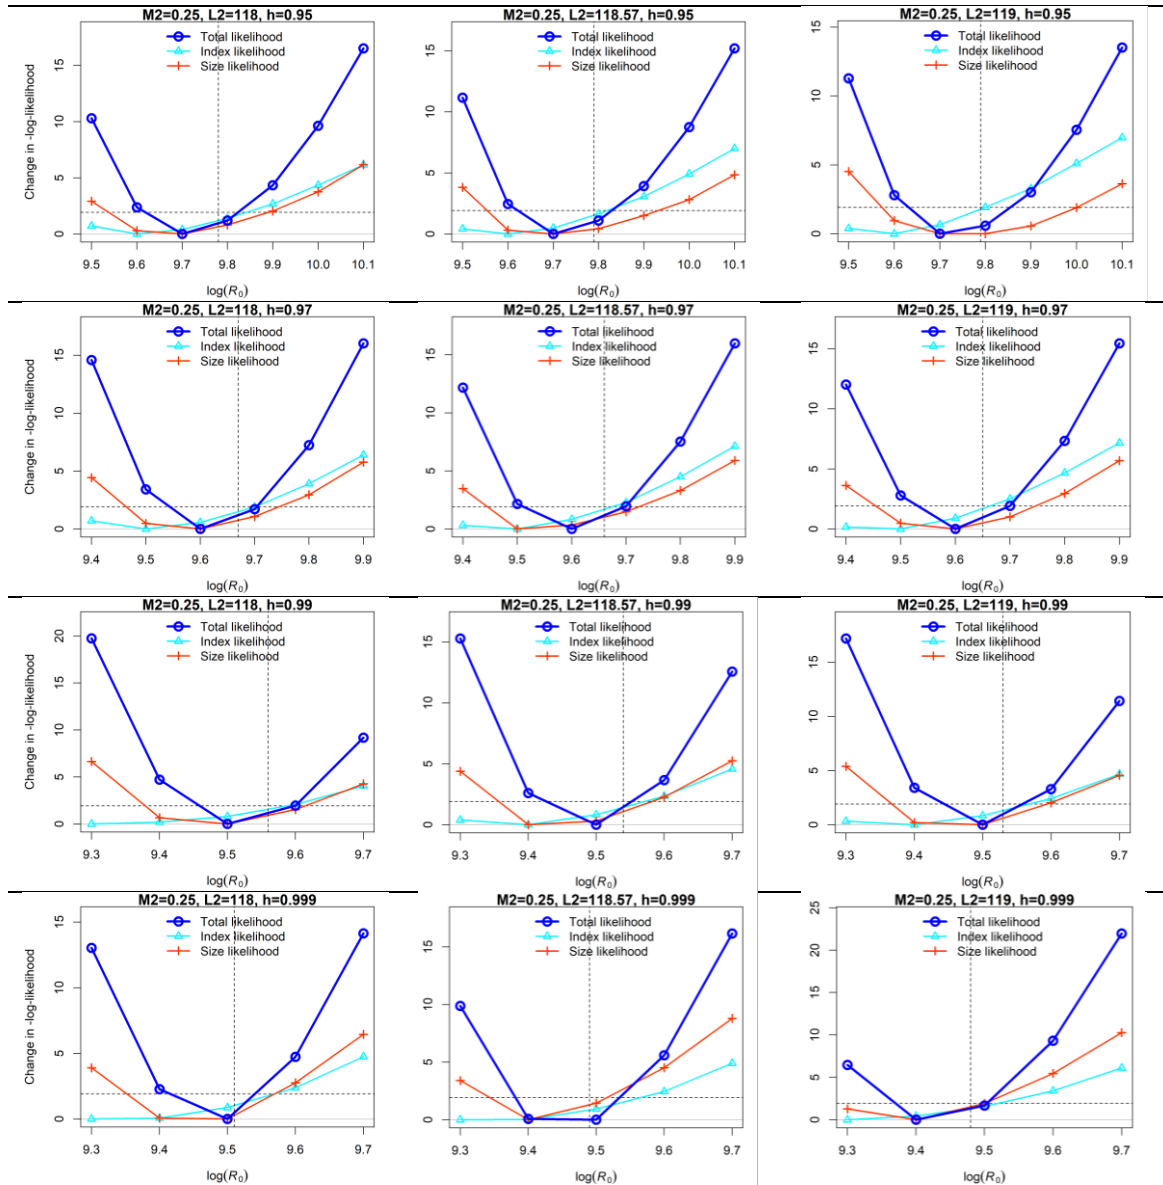 M2=0.25, L2=118, h=0.95
Total likelihood
Index likelihood
Size likelihood
Change in -log-likelihood
15
10
5
0
9.5 9.6 9.7 9.8 9.9 10.0 10.1
log(R0)
M2=0.25, L2=118.57, h=0.95
Total likelihood
Index likelihood
Size likelihood
15
10
5
0
9.5 9.6 9.7 9.8 9.9 10.0 10.1
log(R0)
M2=0.25, L2=119, h=0.95
Total likelihood
Index likelihood
Size likelihood
15
10
5
0
9.5 9.6 9.7 9.8 9.9 10.0 10.1
log(R0)
M2=0.25, L2=118, h=0.97
Total likelihood
Index likelihood
Size likelihood
Change in -log-likelihood
15
10
5
0
9.4 9.5 9.6 9.7 9.8 9.9
log(R0)
M2=0.25, L2=118.57, h=0.97
Total likelihood
Index likelihood
Size likelihood
15
10
5
0
9.4 9.5 9.6 9.7 9.8 9.9
log(R0)
M2=0.25, L2=119, h=0.97
Total likelihood
Index likelihood
Size likelihood
15
10
5
0
9.4 9.5 9.6 9.7 9.8 9.9
log(R0)
M2=0.25, L2=118, h=0.99
Total likelihood
Index likelihood
Size likelihood
Change in -log-likelihood
20
15
10
5
0
9.3 9.4 9.5 9.6 9.7
log(R0)
M2=0.25, L2=118.57, h=0.99
Total likelihood
Index likelihood
Size likelihood
15
10
5
0
9.3 9.4 9.5 9.6 9.7
log(R0)
M2=0.25, L2=119, h=0.99
Total likelihood
Index likelihood
Size likelihood
15
10
5
0
9.3 9.4 9.5 9.6 9.7
log(R0)
M2=0.25, L2=118, h=0.999
Total likelihood
Index likelihood
Size likelihood
Change in -log-likelihood
15
10
5
0
9.3 9.4 9.5 9.6 9.7
log(R0)
M2=0.25, L2=118.57, h=0.999
Total likelihood
Index likelihood
Size likelihood
15
10
5
0
9.3 9.4 9.5 9.6 9.7
log(R0)
M2=0.25, L2=119, h=0.999
Total likelihood
Index likelihood
Size likelihood
25
20
15
10
5
0
9.3 9.4 9.5 9.6 9.7
log(R0)